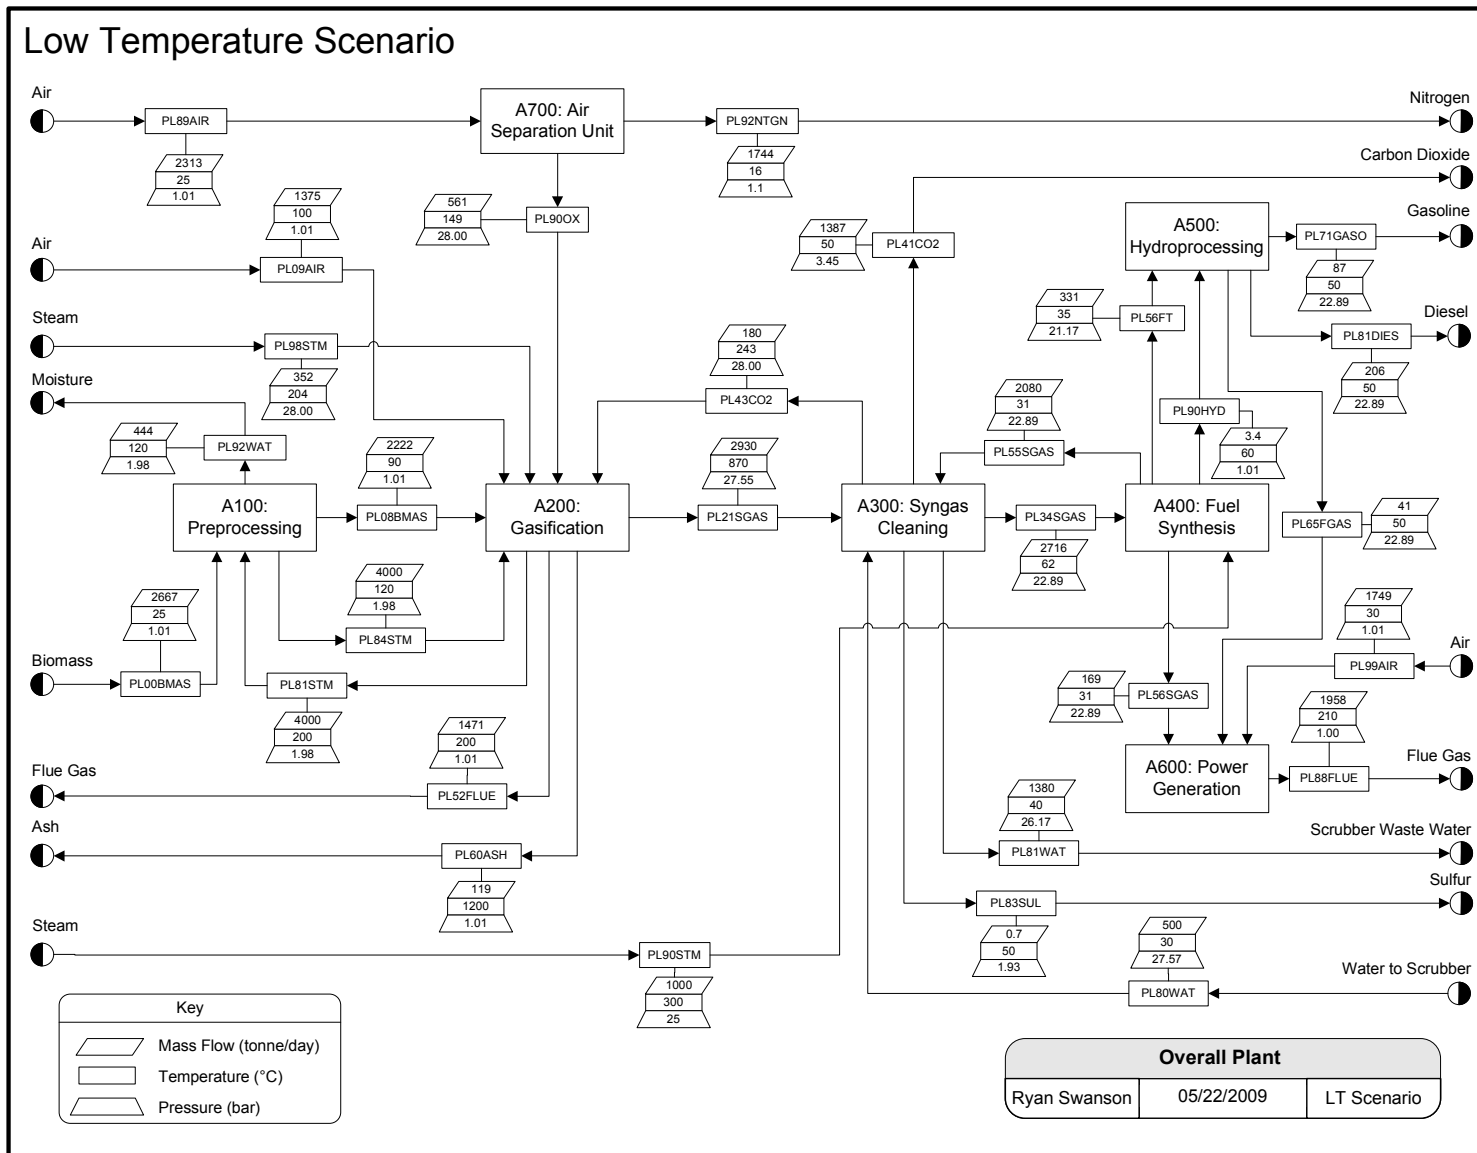 Low Temperature Scenario
Air
PL89AIR
2313
25
1.01
A700: Air
Separation Unit
PL92NTGN
1744
16
1.1
Nitrogen
Carbon Dioxide
561
149
28.00
PL90OX
1387
50
3.45
PL41CO2
Air
1375
100
1.01
PL09AIR
A500:
Hydroprocessing
PL71GASO
87
50
22.89
Gasoline
Steam
PL98STM
352
204
28.00
331
35
21.17
PL56FT
PL81DIES
206
50
22.89
Diesel
Moisture
444
120
1.98
PL92WAT
180
243
28.00
PL43CO2
2080
31
22.89
PL55SGAS
PL90HYD
3.4
60
1.01
A100:
Preprocessing
2222
90
1.01
PL08BMAS
A200:
Gasification
2930
870
27.55
PL21SGAS
A300: Syngas
Cleaning
PL34SGAS
2716
62
22.89
A400: Fuel
Synthesis
PL65FGAS
41
50
22.89
2667
25
1.01
4000
120
1.98
PL84STM
Biomass
PL00BMAS
PL81STM
4000
200
1.98
1749
30
1.01
PL99AIR
Air
169
31
22.89
PL56SGAS
Flue Gas
1471
200
1.01
PL52FLUE
A600: Power
Generation
1958
210
1.00
PL88FLUE
Flue Gas
Ash
PL60ASH
119
1200
1.01
1380
40
26.17
PL81WAT
Scrubber Waste Water
PL83SUL
0.7
50
1.93
Sulfur
Steam
PL90STM
1000
300
25
500
30
27.57
PL80WAT
Water to Scrubber
Key
Mass Flow (tonne/day)
Temperature (°C)
Pressure (bar)
Overall Plant
Ryan Swanson
05/22/2009
LT Scenario